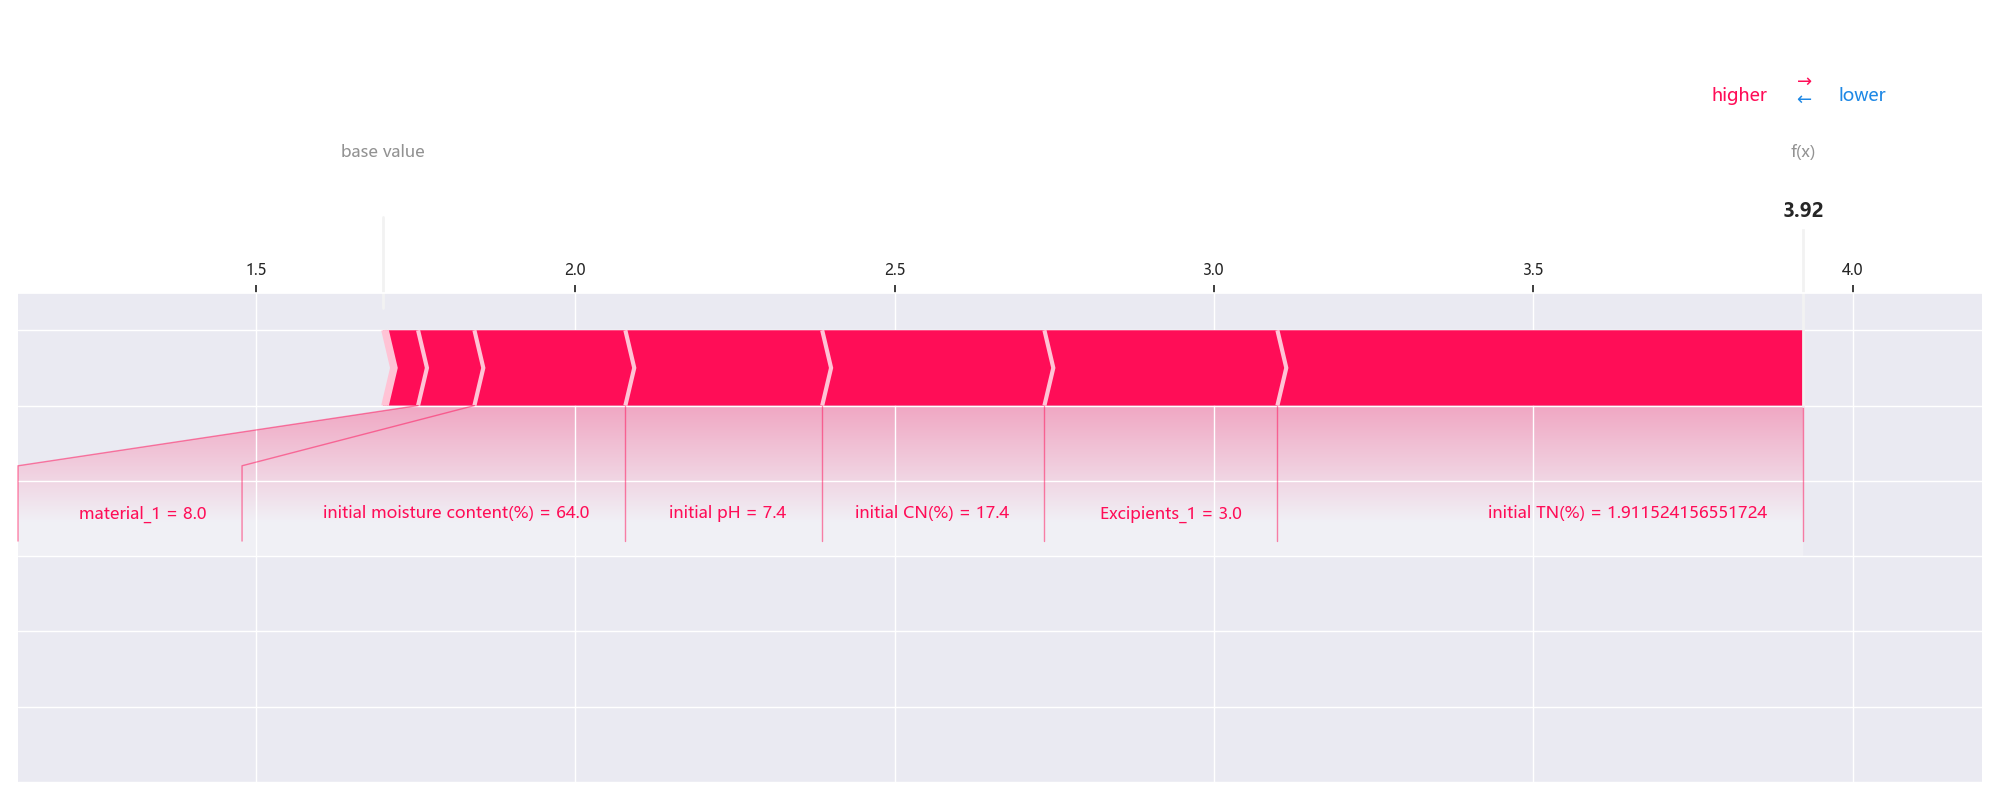 higher → ← lower
base value f(x)
3.92
1.5 2.0 2.5 3.0 3.5 4.0
material_1 = 8.0 initial moisture content(%) = 64.0 initial pH = 7.4 initial CN(%) = 17.4 Excipients_1 = 3.0 initial TN(%) = 1.911524156551724